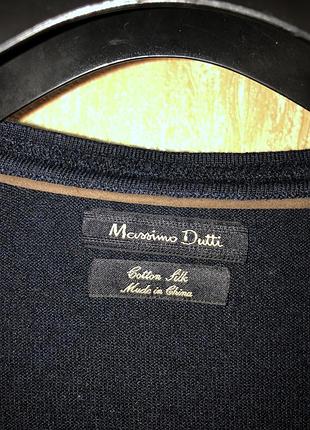 Massimo Dutti
Cotton Silk
Made in China